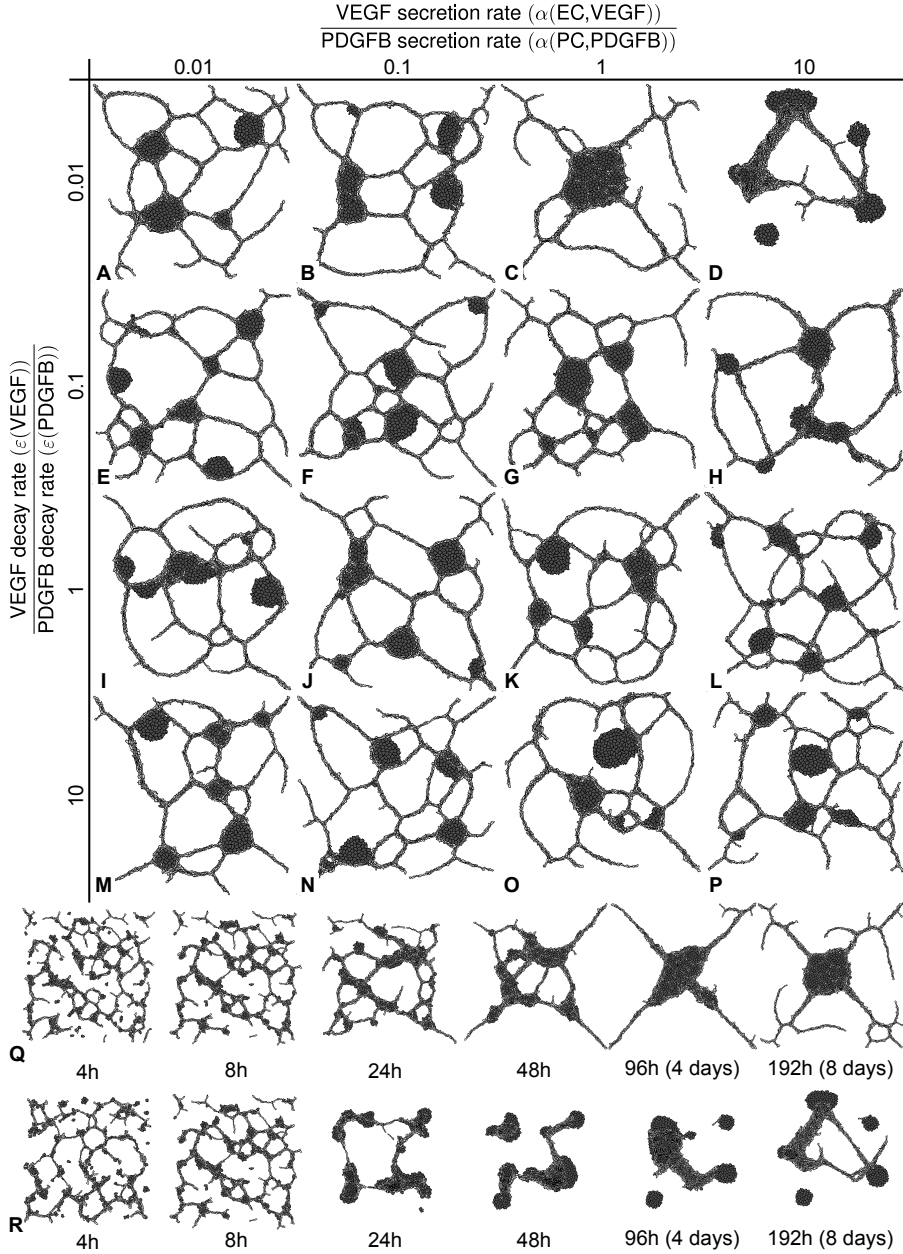 VEGF secretion rate (α(EC,VEGF))
PDGFB secretion rate (α(PC,PDGFB))
0.01 0.1 1 10
VEGF decay rate (ε(VEGF))
PDGFB decay rate (ε(PDGFB))
0.01
A B C D
0.1
E F G H
1
I J K L
10
M N O P
Q
4h 8h 24h 48h 96h (4 days) 192h (8 days)
R
4h 8h 24h 48h 96h (4 days) 192h (8 days)